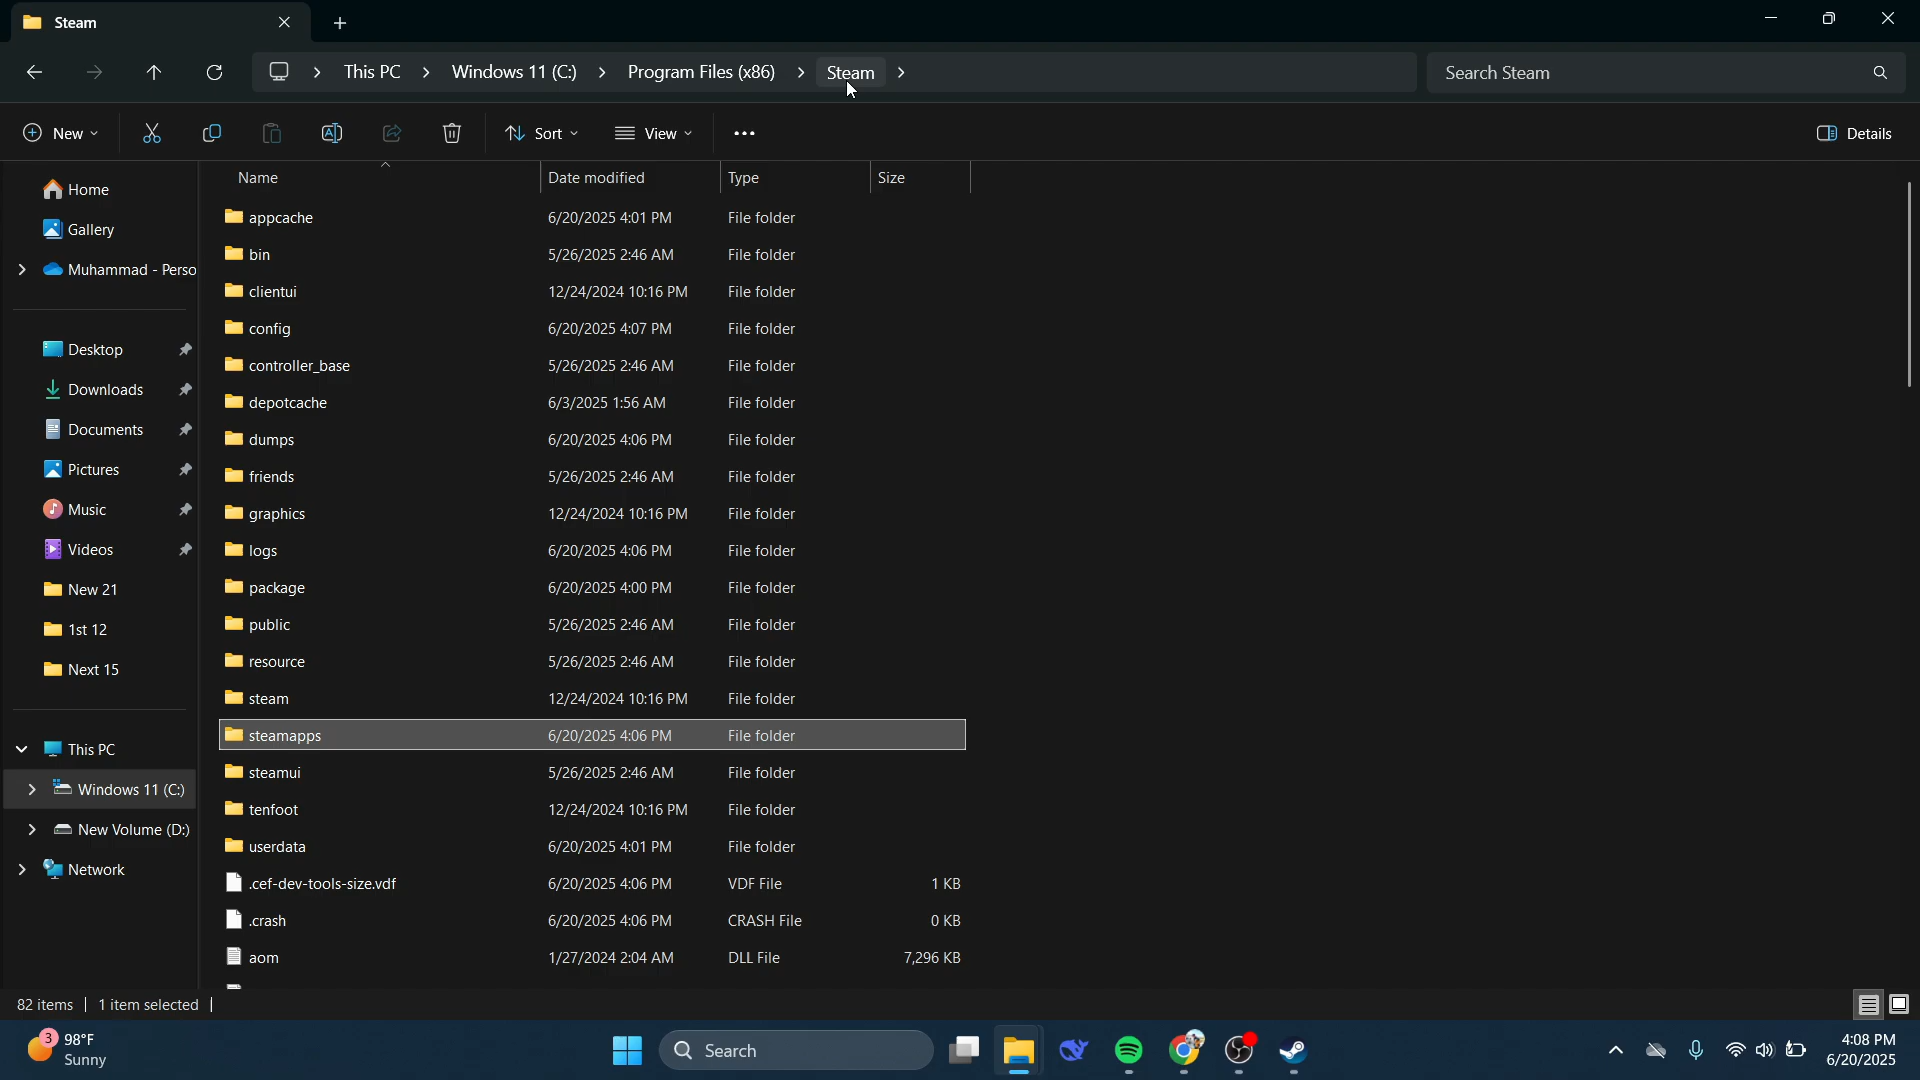 Steam
This PC
Windows 11 (C:)
Program Files (x86)
Steam
Search Steam
New
Sort
View
Details
Home
Gallery
Muhammad - Perso
Desktop
Downloads
Documents
Pictures
Music
Videos
New 21
1st 12
Next 15
This PC
Windows 11 (C:)
New Volume (D:)
Network
Name Date modified Type Size
appcache 6/20/2025 4:01 PM File folder
bin 5/26/2025 2:46 AM File folder
clientui 12/24/2024 10:16 PM File folder
config 6/20/2025 4:07 PM File folder
controller_base 5/26/2025 2:46 AM File folder
depotcache 6/3/2025 1:56 AM File folder
dumps 6/20/2025 4:06 PM File folder
friends 5/26/2025 2:46 AM File folder
graphics 12/24/2024 10:16 PM File folder
logs 6/20/2025 4:06 PM File folder
package 6/20/2025 4:00 PM File folder
public 5/26/2025 2:46 AM File folder
resource 5/26/2025 2:46 AM File folder
steam 12/24/2024 10:16 PM File folder
steamapps 6/20/2025 4:06 PM File folder
steamui 5/26/2025 2:46 AM File folder
tenfoot 12/24/2024 10:16 PM File folder
userdata 6/20/2025 4:01 PM File folder
.cef-dev-tools-size.vdf 6/20/2025 4:06 PM VDF File 1 KB
.crash 6/20/2025 4:06 PM CRASH File 0 KB
aom 1/27/2024 2:04 AM DLL File 7,296 KB
82 items
1 item selected
3
98°F
Sunny
Search
4:08 PM
6/20/2025